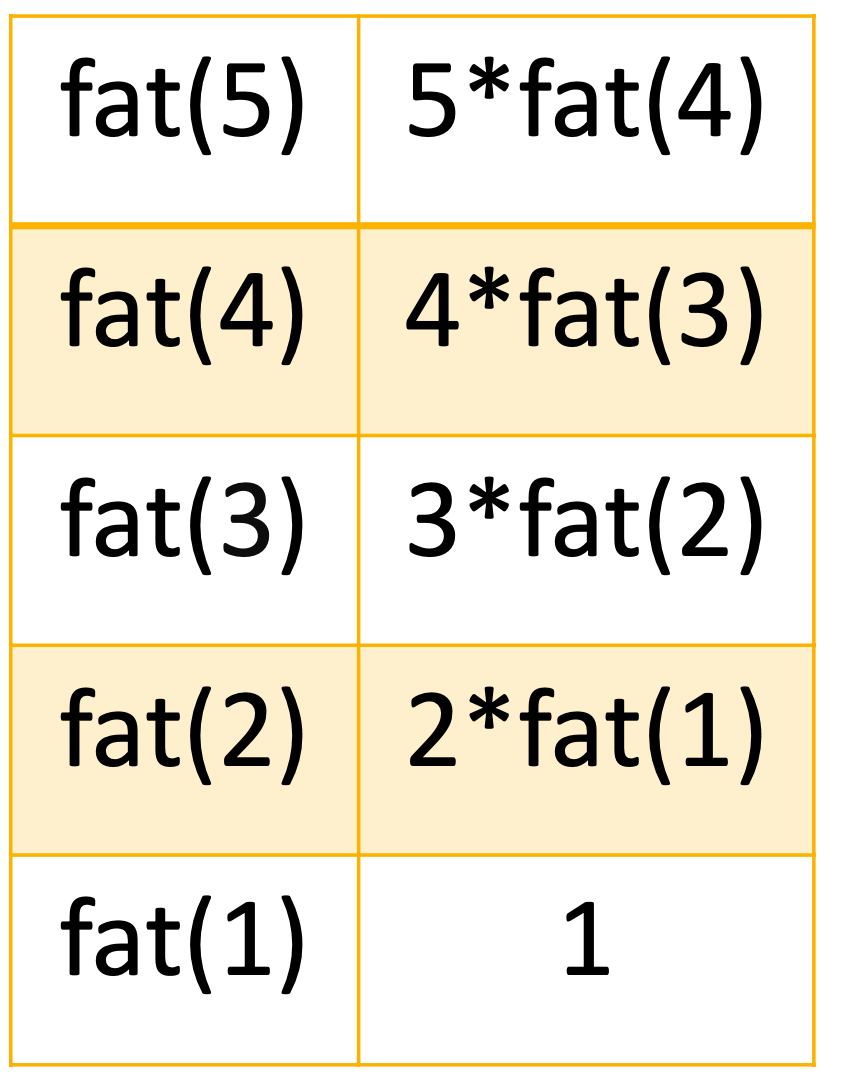 fat(5) 5*fat(4)
fat(4) 4*fat(3)
fat(3) 3*fat(2)
fat(2) 2*fat(1)
fat(1) 1